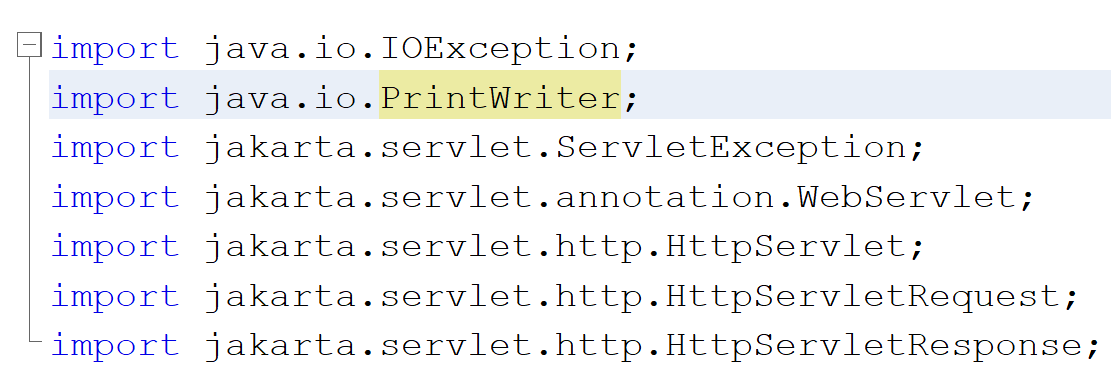 import java.io.IOException;
import java.io.PrintWriter;
import jakarta.servlet.ServletException;
import jakarta.servlet.annotation.WebServlet;
import jakarta.servlet.http.HttpServlet;
import jakarta.servlet.http.HttpServletRequest;
import jakarta.servlet.http.HttpServletResponse;